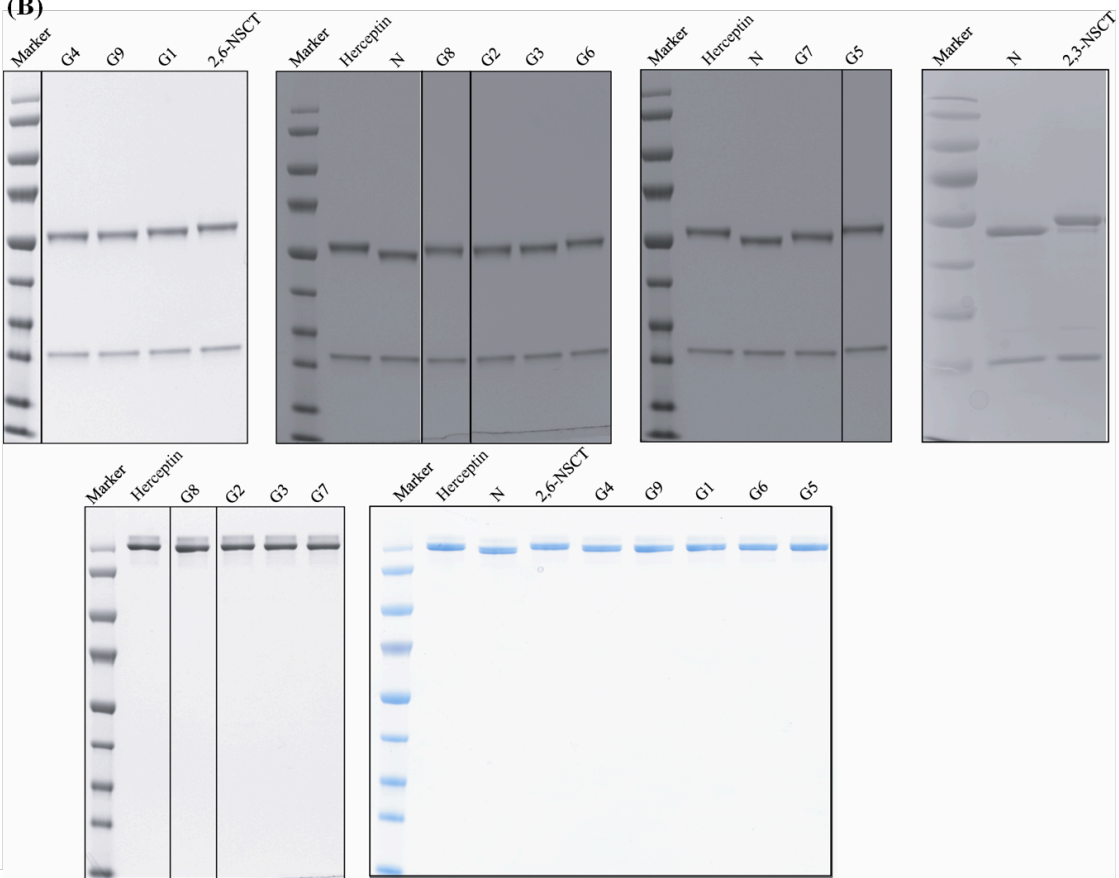 (B)
Marker G4 G9 G1 2,6-NSCT
Marker Herceptin N G8 G2 G3 G6
Marker Herceptin N G7 G5
Marker N 2,3-NSCT
Marker Herceptin G8 G2 G3 G7
Marker Herceptin N 2,6-NSCT G4 G9 G1 G6 G5